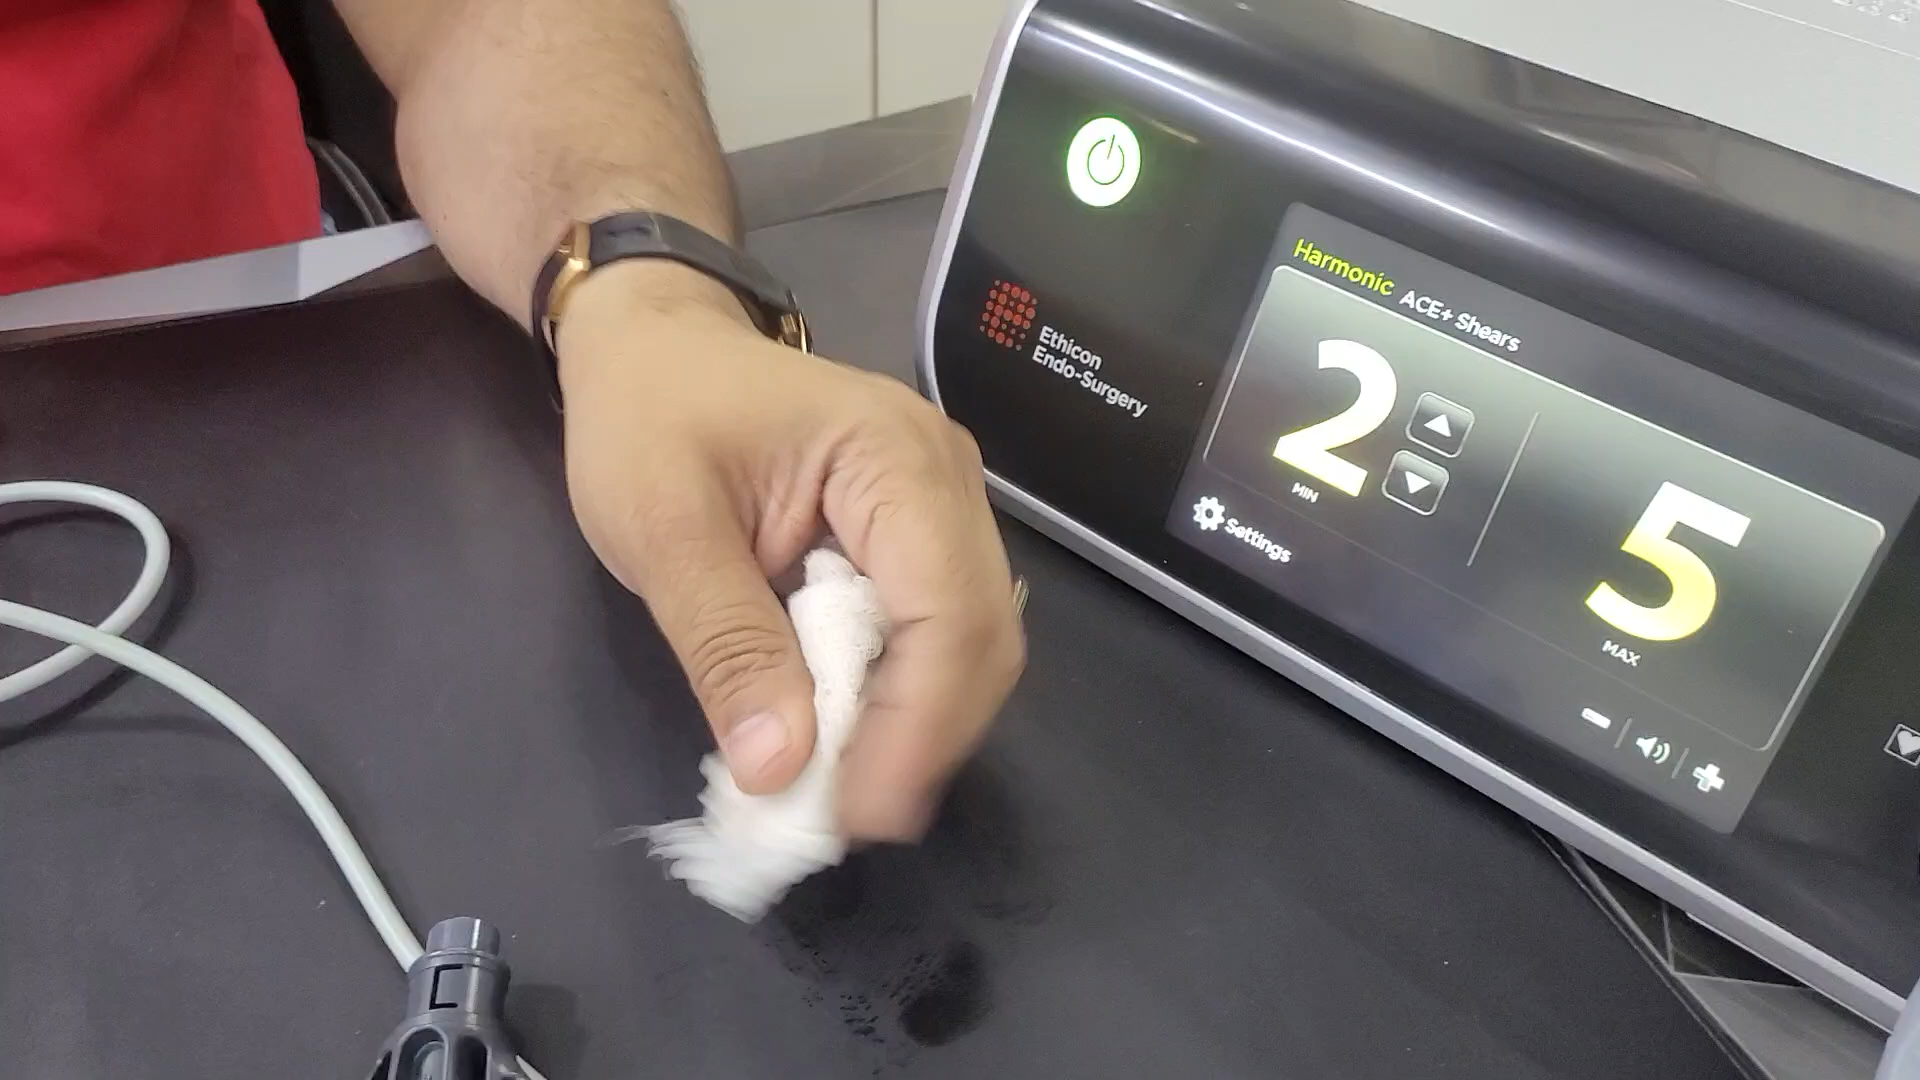 Harmonic ACE+ Shears
Ethicon
Endo-Surgery
2
MIN
5
MAX
Settings